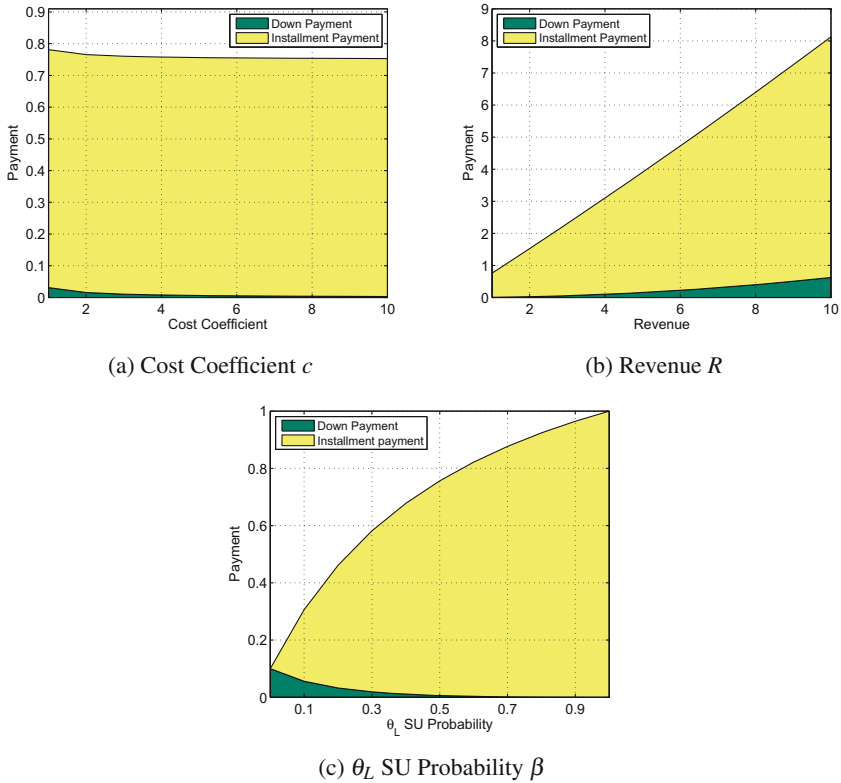 Down Payment
Installment Payment
0.9
0.8
0.7
0.6
0.5
0.4
0.3
0.2
0.1
0
Payment
2 4 6 8 10
Cost Coefficient
(a) Cost Coefficient c
Down Payment
Installment Payment
9
8
7
6
5
4
3
2
1
0
Payment
2 4 6 8 10
Revenue
(b) Revenue R
Down Payment
Installment payment
1
0.8
0.6
0.4
0.2
0
Payment
0.1 0.3 0.5 0.7 0.9
θL SU Probability
(c) θL SU Probability β